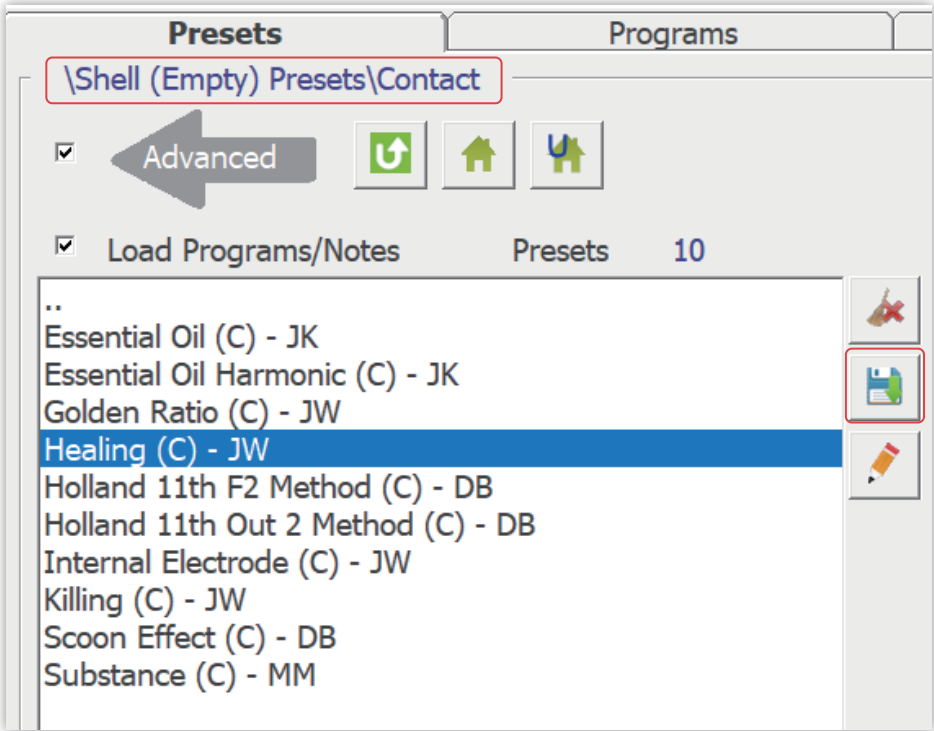 Presets Programs
\Shell (Empty) Presets\Contact
Advanced
Load Programs/Notes Presets 10
..
Essential Oil (C) - JK
Essential Oil Harmonic (C) - JK
Golden Ratio (C) - JW
Healing (C) - JW
Holland 11th F2 Method (C) - DB
Holland 11th Out 2 Method (C) - DB
Internal Electrode (C) - JW
Killing (C) - JW
Scoon Effect (C) - DB
Substance (C) - MM